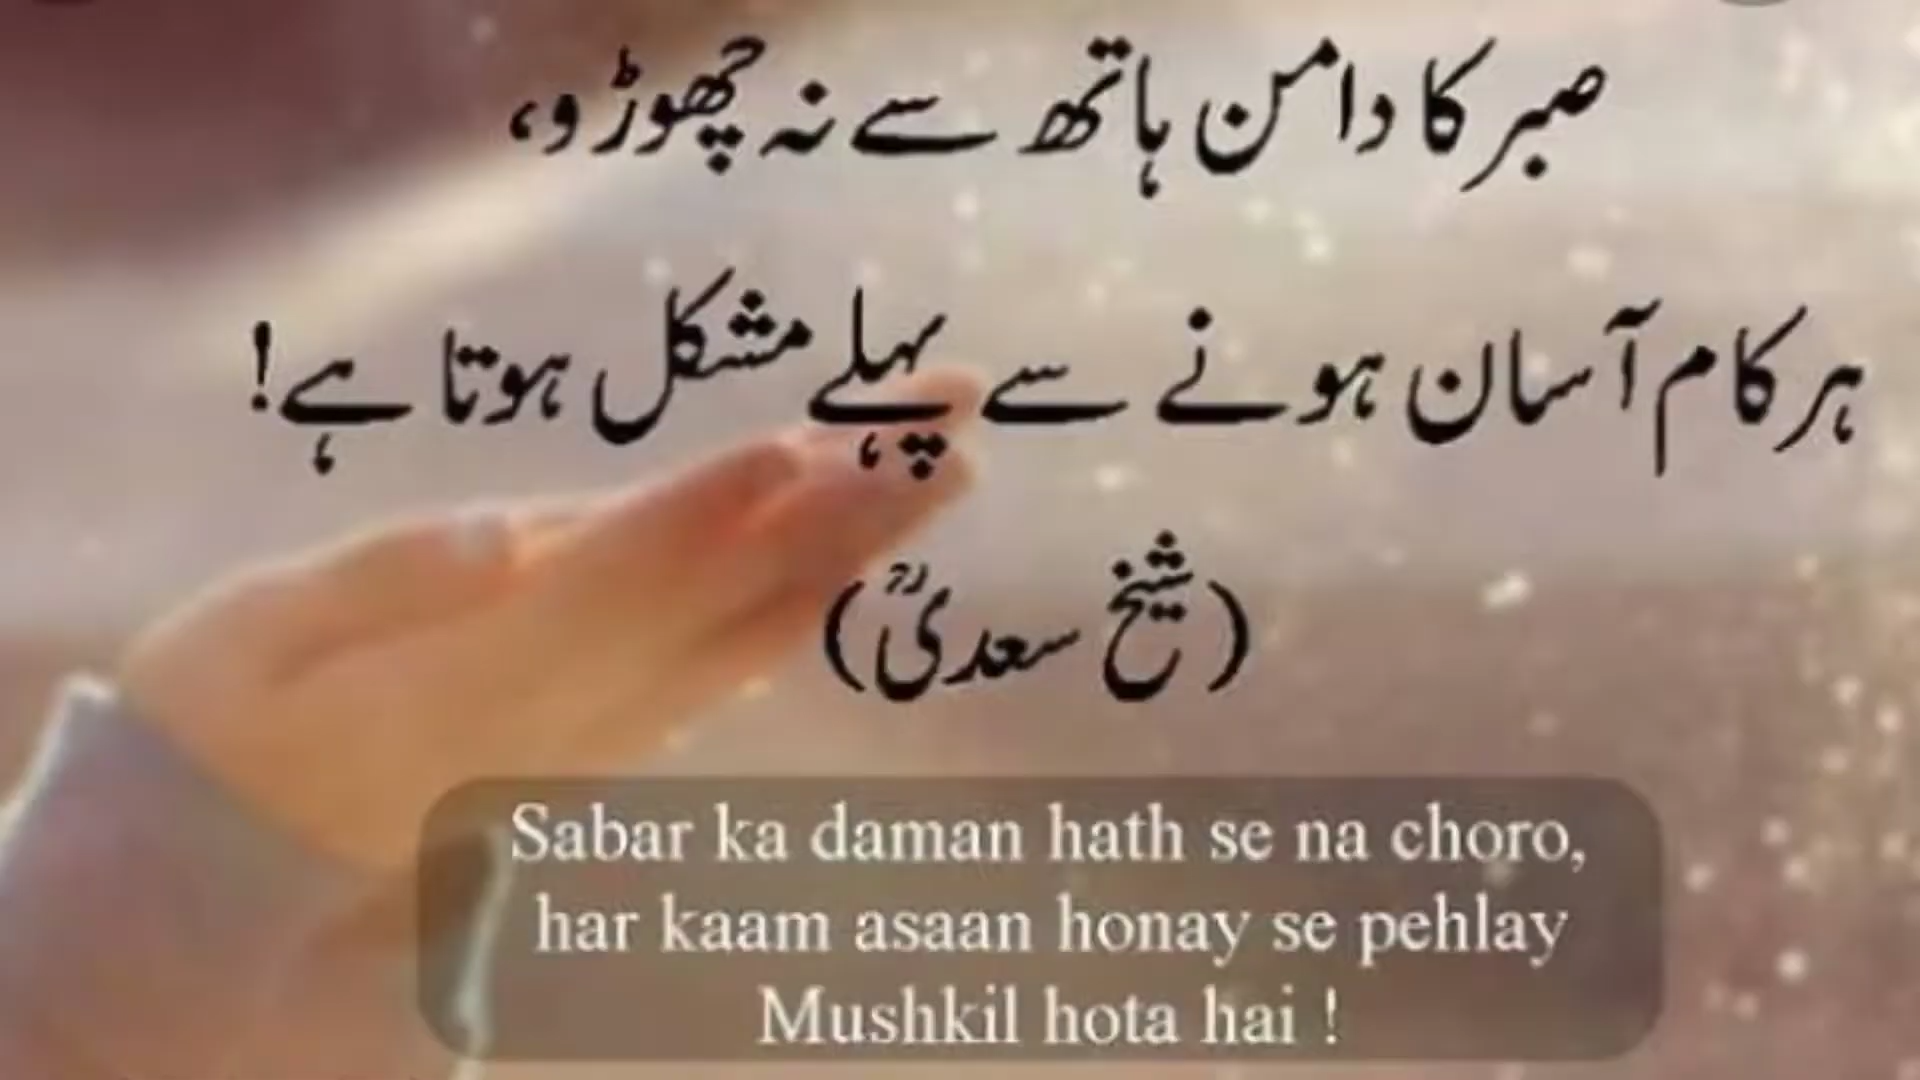 صبر کا دامن ہاتھ سے نہ چھوڑو،
ہر کام آسان ہونے سے پہلے مشکل ہوتا ہے!
(شیخ سعدیؒ)
Sabar ka daman hath se na choro,
har kaam asaan honay se pehlay
Mushkil hota hai !